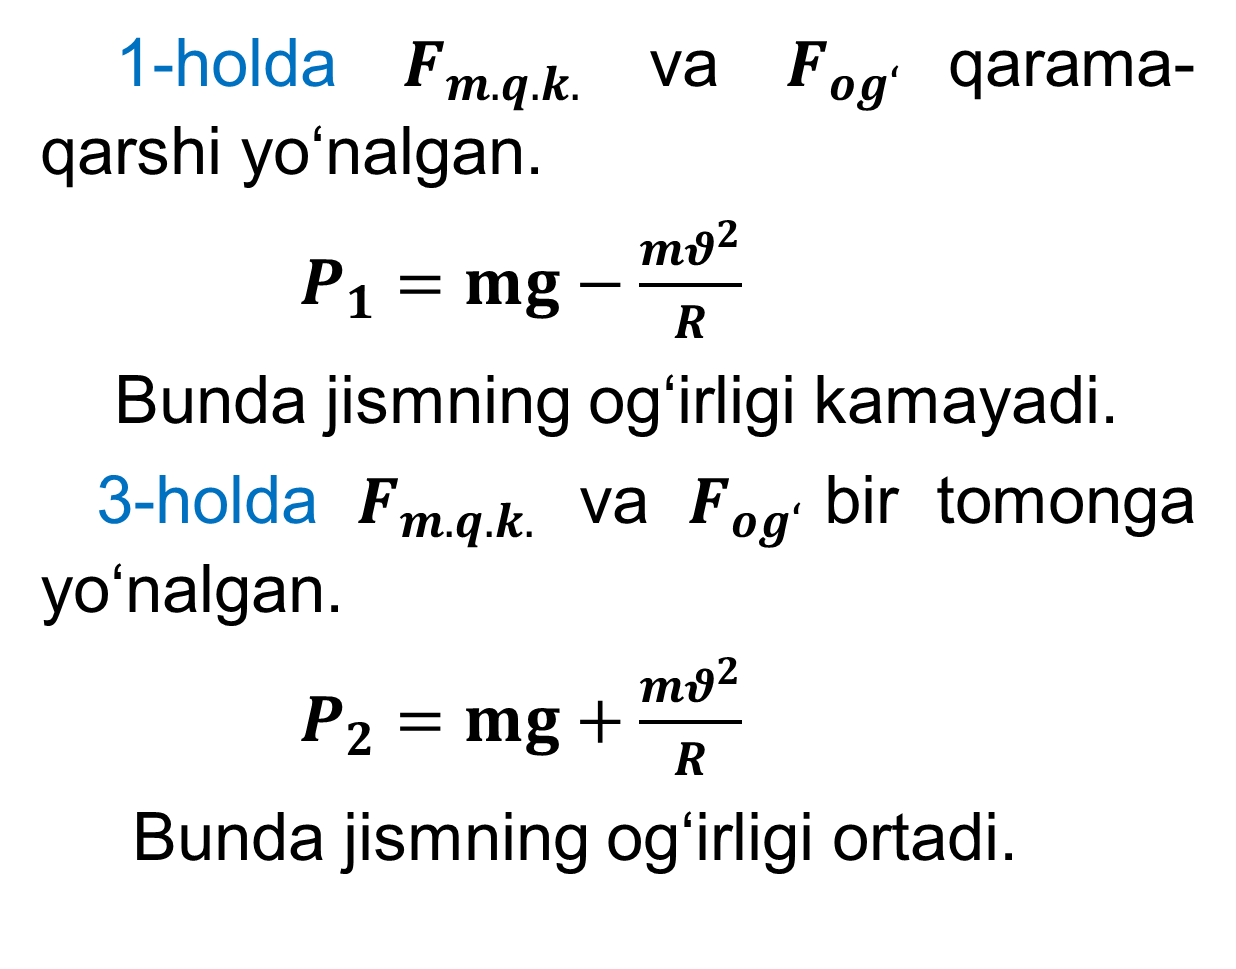 1-holda F_{m.q.k.} va F_{og‘} qarama-
qarshi yo‘nalgan.
P_1 = mg − \frac{mϑ^2}{R}
Bunda jismning og‘irligi kamayadi.
3-holda F_{m.q.k.} va F_{og‘} bir tomonga
yo‘nalgan.
P_2 = mg + \frac{mϑ^2}{R}
Bunda jismning og‘irligi ortadi.